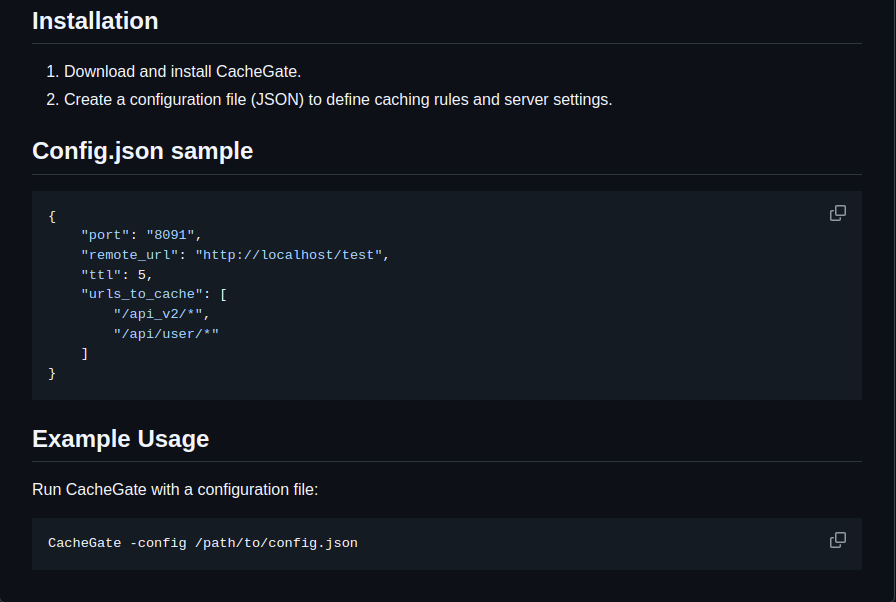 Installation
1. Download and install CacheGate.
2. Create a configuration file (JSON) to define caching rules and server settings.
Config.json sample
{
    "port": "8091",
    "remote_url": "http://localhost/test",
    "ttl": 5,
    "urls_to_cache": [
        "/api_v2/*",
        "/api/user/*"
    ]
}
Example Usage
Run CacheGate with a configuration file:
CacheGate -config /path/to/config.json